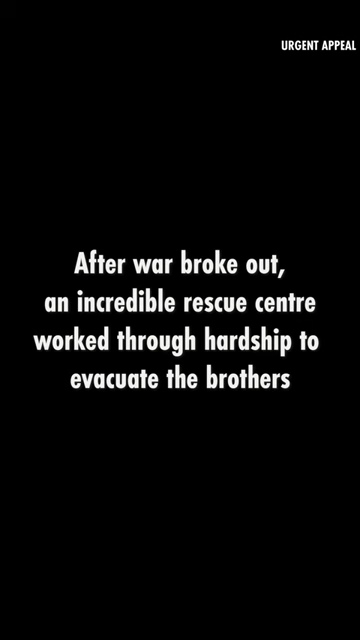 URGENT APPEAL
After war broke out,
an incredible rescue centre
worked through hardship to
evacuate the brothers